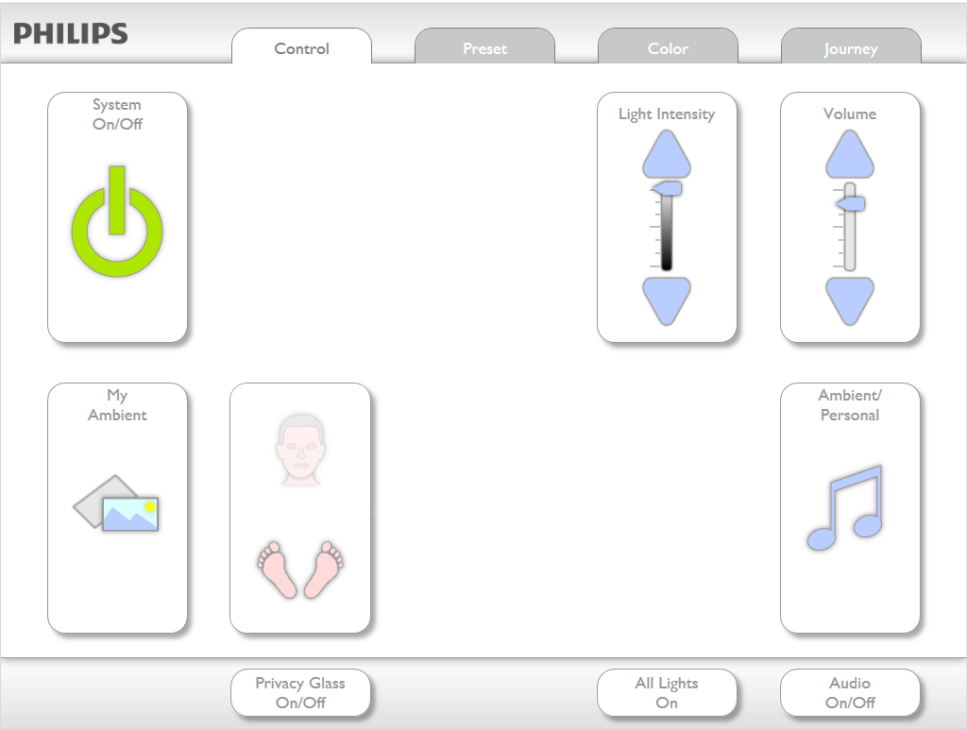 PHILIPS
Control
Preset
Color
Journey
System
On/Off
Light Intensity
Volume
My
Ambient
Ambient/
Personal
Privacy Glass
On/Off
All Lights
On
Audio
On/Off